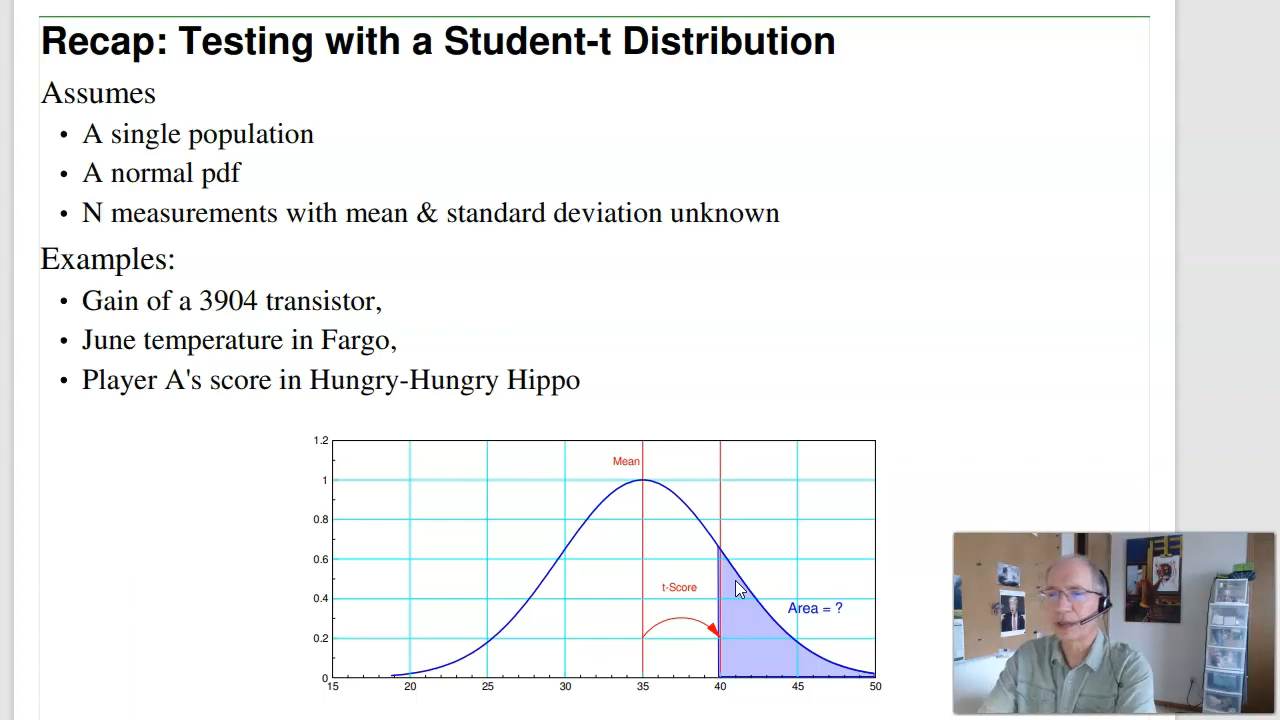 Recap: Testing with a Student-t Distribution
Assumes
• A single population
• A normal pdf
• N measurements with mean & standard deviation unknown
Examples:
• Gain of a 3904 transistor,
• June temperature in Fargo,
• Player A's score in Hungry-Hungry Hippo
1.2
1
0.8
0.6
0.4
0.2
0
Mean
t-Score
Area = ?
15 20 25 30 35 40 45 50